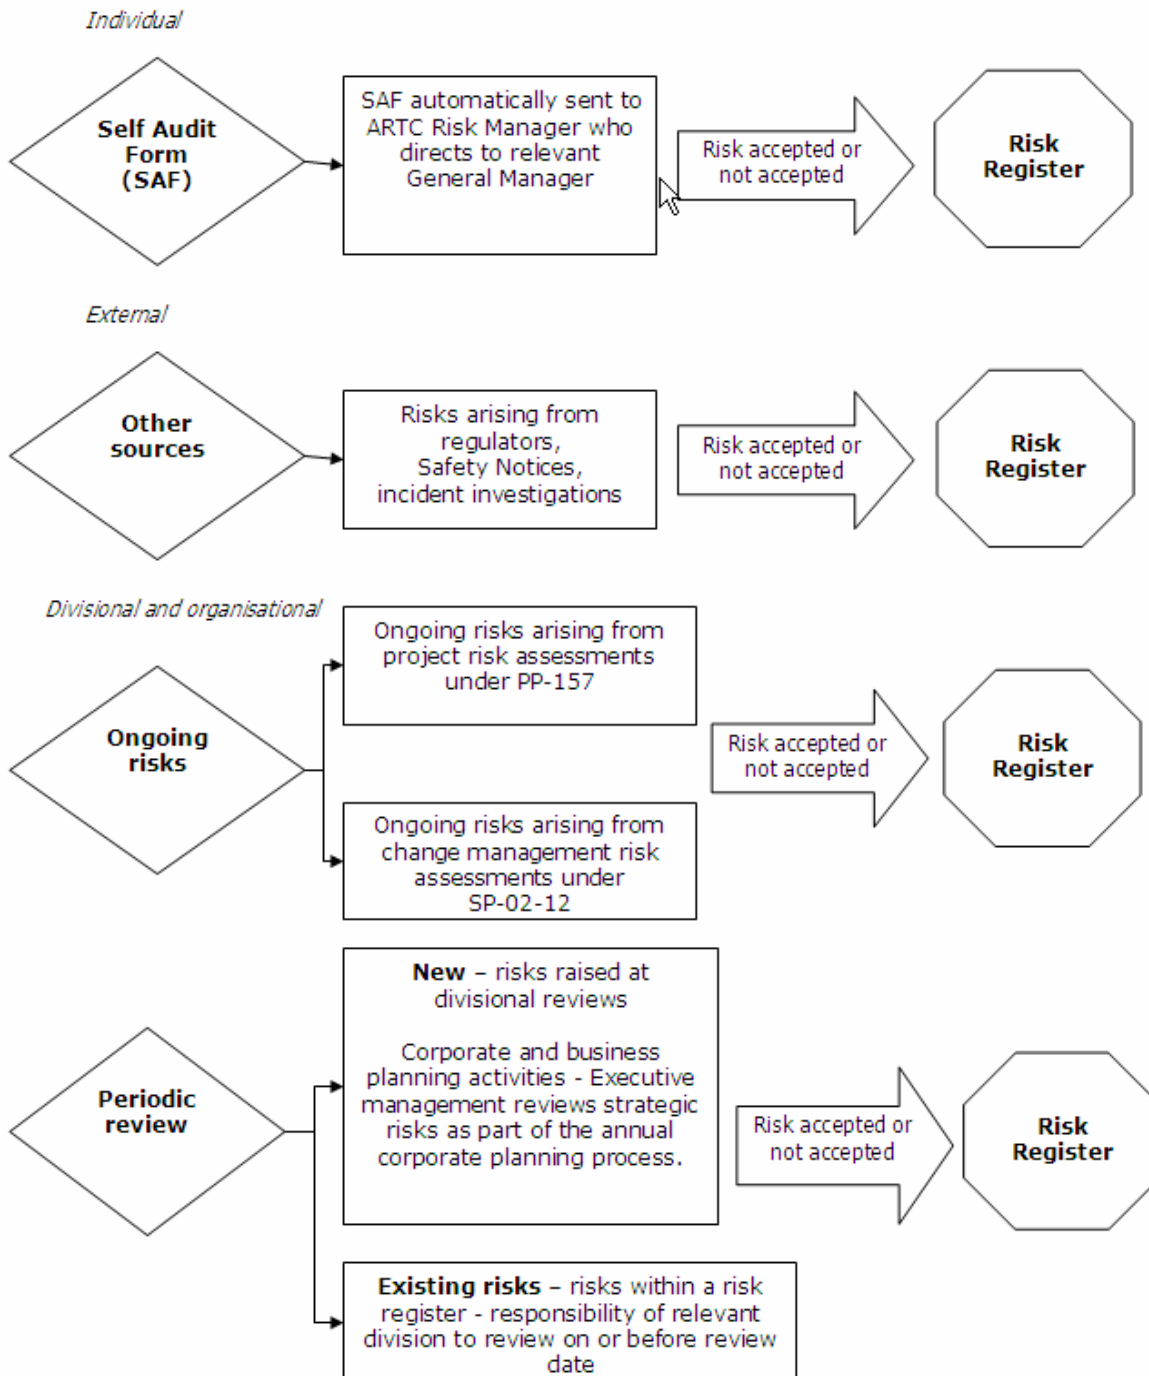 Individual
Self Audit
Form
(SAF)
SAF automatically sent to
ARTC Risk Manager who
directs to relevant
General Manager
Risk accepted or
not accepted
Risk
Register
External
Other
sources
Risks arising from
regulators,
Safety Notices,
incident investigations
Risk accepted or
not accepted
Risk
Register
Divisional and organisational
Ongoing
risks
Ongoing risks arising from
project risk assessments
under PP-157
Ongoing risks arising from
change management risk
assessments under
SP-02-12
Risk accepted or
not accepted
Risk
Register
Periodic
review
New – risks raised at
divisional reviews
Corporate and business
planning activities - Executive
management reviews strategic
risks as part of the annual
corporate planning process.
Existing risks – risks within a risk
register - responsibility of relevant
division to review on or before review
date
Risk accepted or
not accepted
Risk
Register